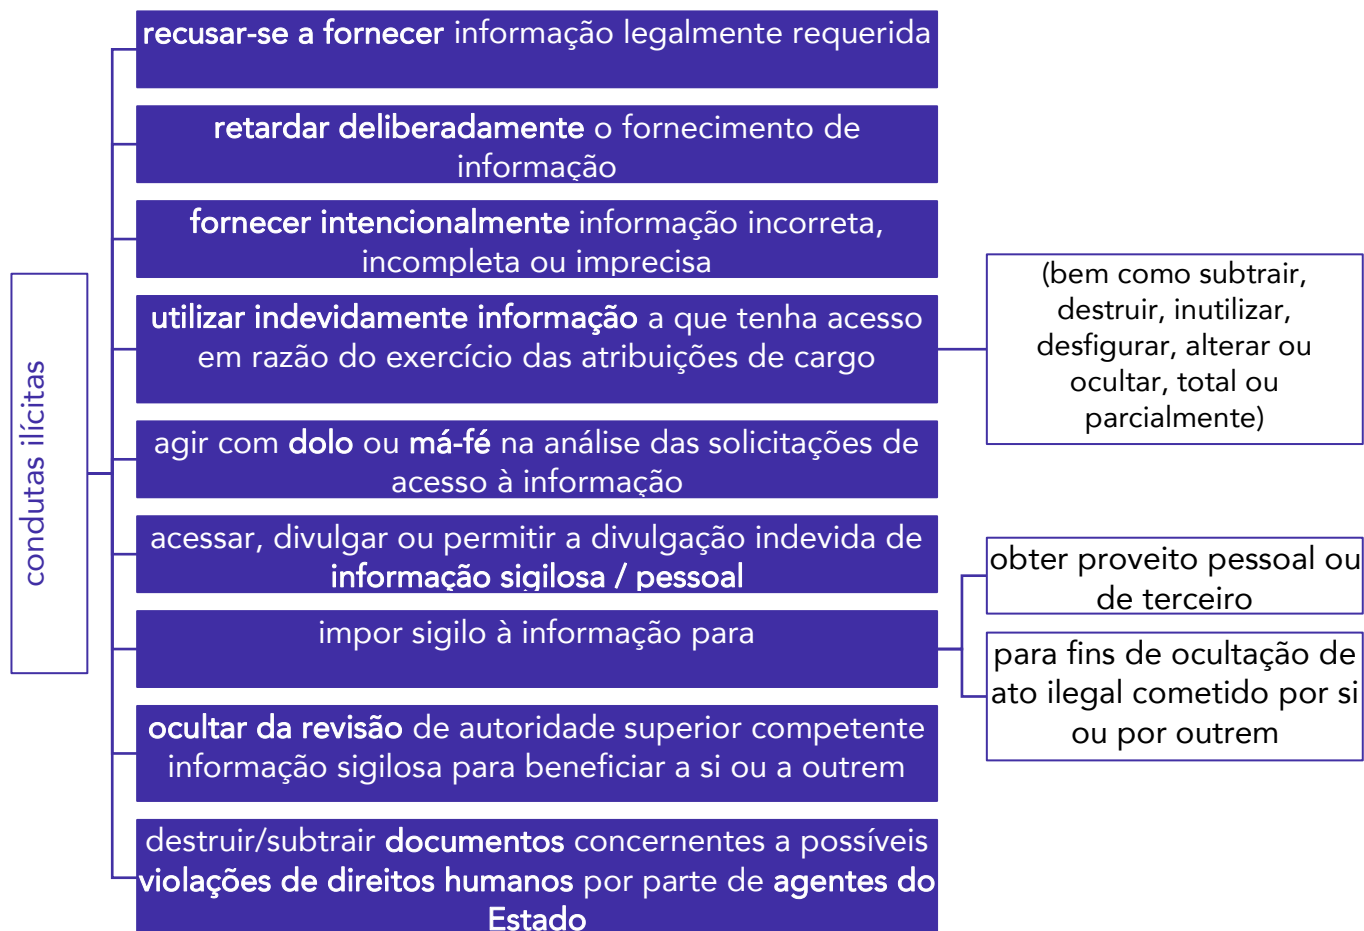 condutas ilícitas
recusar-se a fornecer informação legalmente requerida
retardar deliberadamente o fornecimento de
informação
fornecer intencionalmente informação incorreta,
incompleta ou imprecisa
utilizar indevidamente informação a que tenha acesso
em razão do exercício das atribuições de cargo
(bem como subtrair,
destruir, inutilizar,
desfigurar, alterar ou
ocultar, total ou
parcialmente)
agir com dolo ou má-fé na análise das solicitações de
acesso à informação
acessar, divulgar ou permitir a divulgação indevida de
informação sigilosa / pessoal
impor sigilo à informação para
obter proveito pessoal ou
de terceiro
para fins de ocultação de
ato ilegal cometido por si
ou por outrem
ocultar da revisão de autoridade superior competente
informação sigilosa para beneficiar a si ou a outrem
destruir/subtrair documentos concernentes a possíveis
violações de direitos humanos por parte de agentes do
Estado